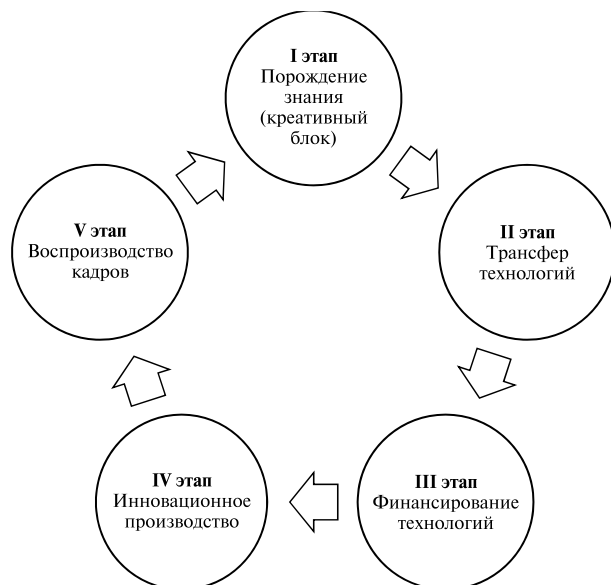 I этап
Порождение
знания
(креативный
блок)
II этап
Трансфер
технологий
III этап
Финансирование
технологий
IV этап
Инновационное
производство
V этап
Воспроизводство
кадров